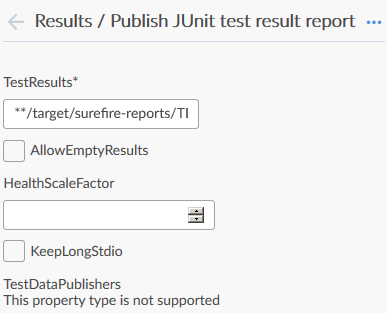 Results / Publish JUnit test result report
TestResults*
**/target/surefire-reports/TE
AllowEmptyResults
HealthScaleFactor
KeepLongStdio
TestDataPublishers
This property type is not supported